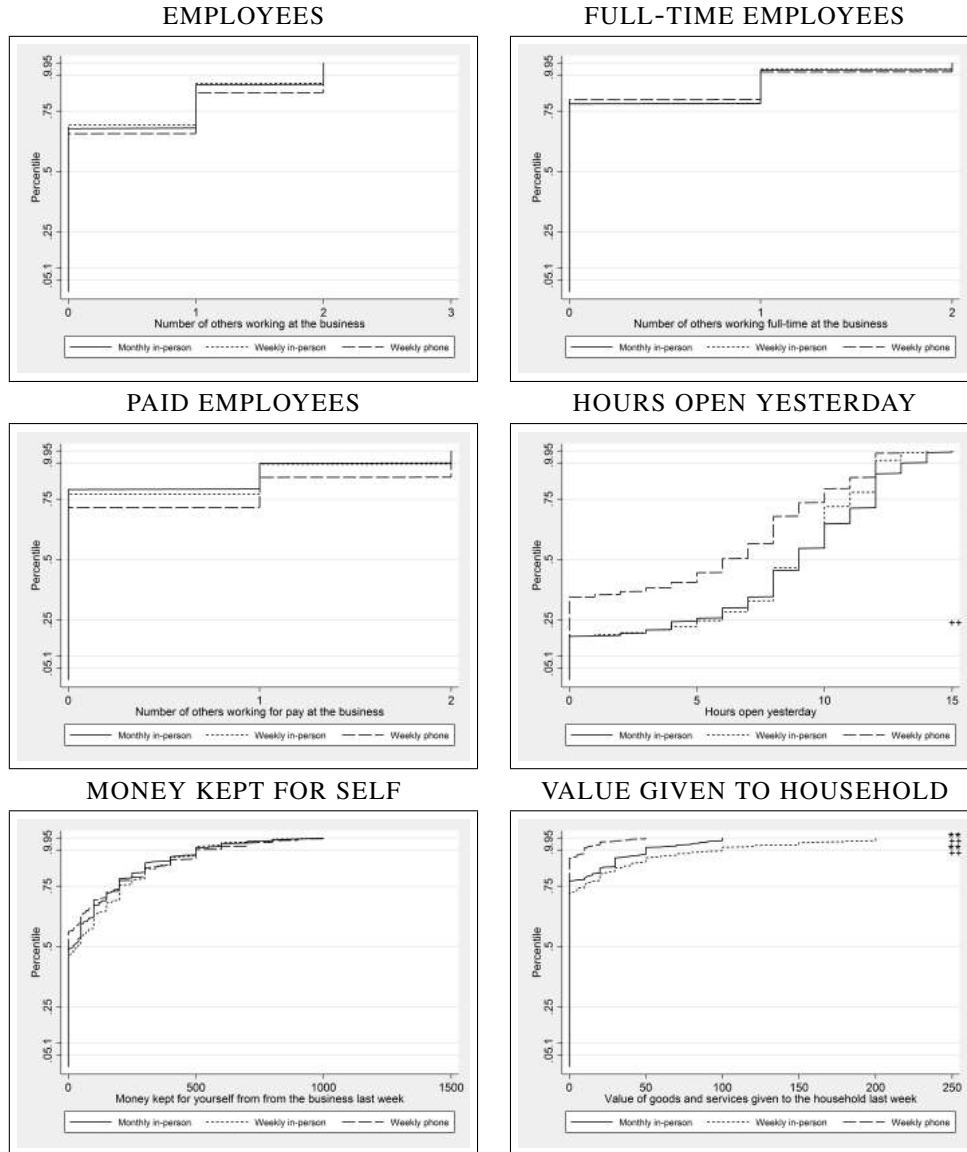 EMPLOYEES
FULL-TIME EMPLOYEES
Percentile
.05 .1 .25 .5 .75 .9 .95
0 1 2 3
Number of others working at the business
Monthly in-person Weekly in-person Weekly phone
Percentile
.05 .1 .25 .5 .75 .9 .95
0 1 2
Number of others working full-time at the business
Monthly in-person Weekly in-person Weekly phone
PAID EMPLOYEES
HOURS OPEN YESTERDAY
Percentile
.05 .1 .25 .5 .75 .9 .95
0 1 2
Number of others working for pay at the business
Monthly in-person Weekly in-person Weekly phone
Percentile
.05 .1 .25 .5 .75 .9 .95
++
0 5 10 15
Hours open yesterday
Monthly in-person Weekly in-person Weekly phone
MONEY KEPT FOR SELF
VALUE GIVEN TO HOUSEHOLD
Percentile
.05 .1 .25 .5 .75 .9 .95
0 500 1000 1500
Money kept for yourself from from the business last week
Monthly in-person Weekly in-person Weekly phone
Percentile
.05 .1 .25 .5 .75 .9 .95
0 50 100 150 200 250
Value of goods and services given to the household last week
Monthly in-person Weekly in-person Weekly phone